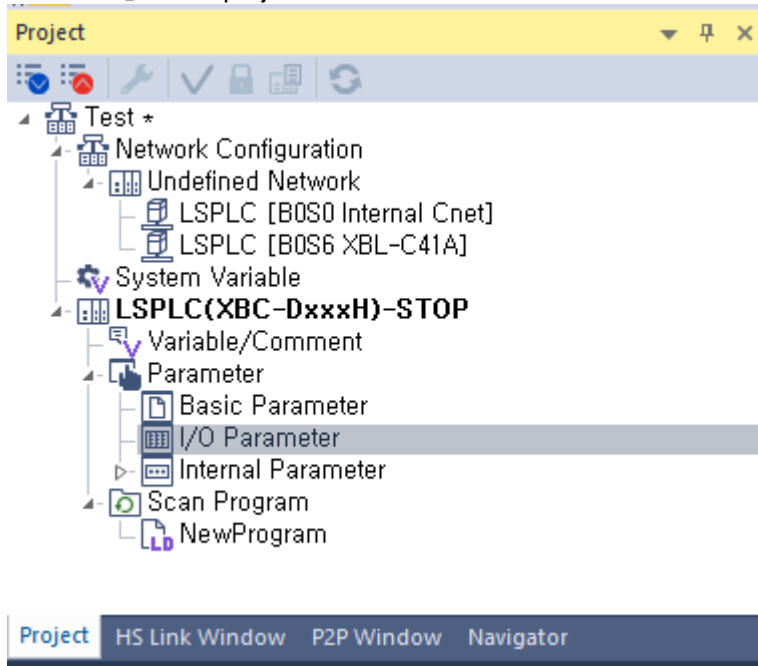 Project
Test *
Network Configuration
Undefined Network
LSPLC [B0S0 Internal Cnet]
LSPLC [B0S6 XBL-C41A]
System Variable
LSPLC(XBC-DxxxH)-STOP
Variable/Comment
Parameter
Basic Parameter
I/O Parameter
Internal Parameter
Scan Program
LD NewProgram
Project HS Link Window P2P Window Navigator